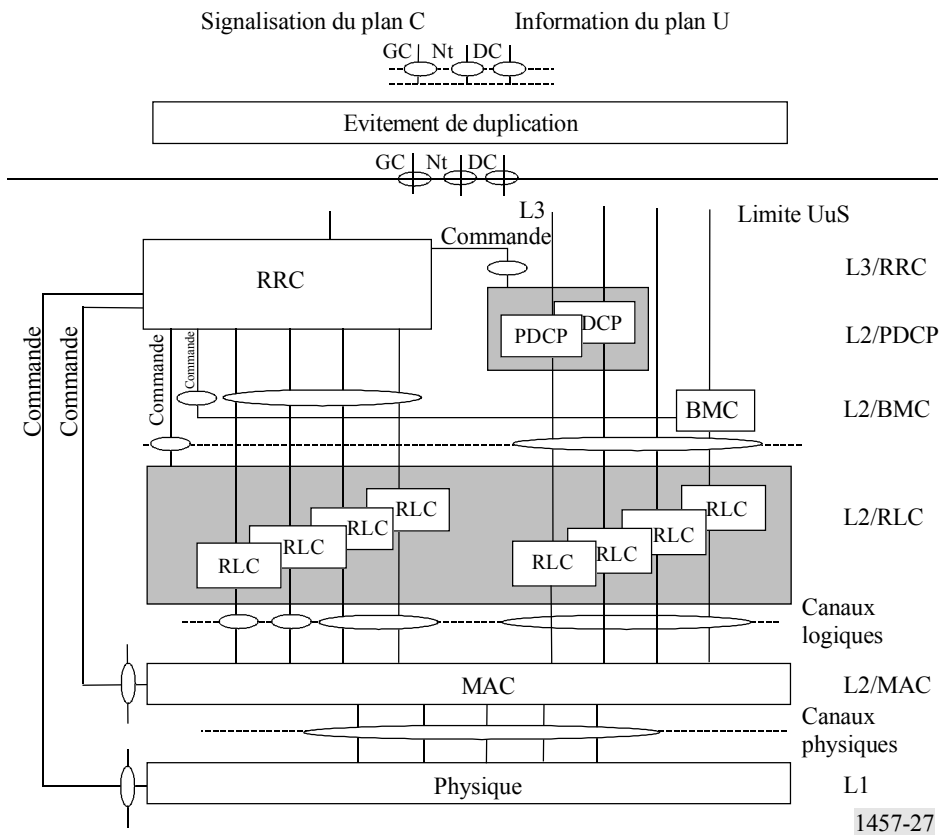 Signalisation du plan C
Information du plan U
GC Nt DC
Evitement de duplication
GC Nt DC
L3
Commande
Limite UuS
RRC
L3/RRC
PDCP
DCP
L2/PDCP
Commande
Commande
Commande
Commande
BMC
L2/BMC
RLC
RLC
RLC
RLC
RLC
RLC
RLC
RLC
L2/RLC
Canaux
logiques
MAC
L2/MAC
Canaux
physiques
Physique
L1
1457-27